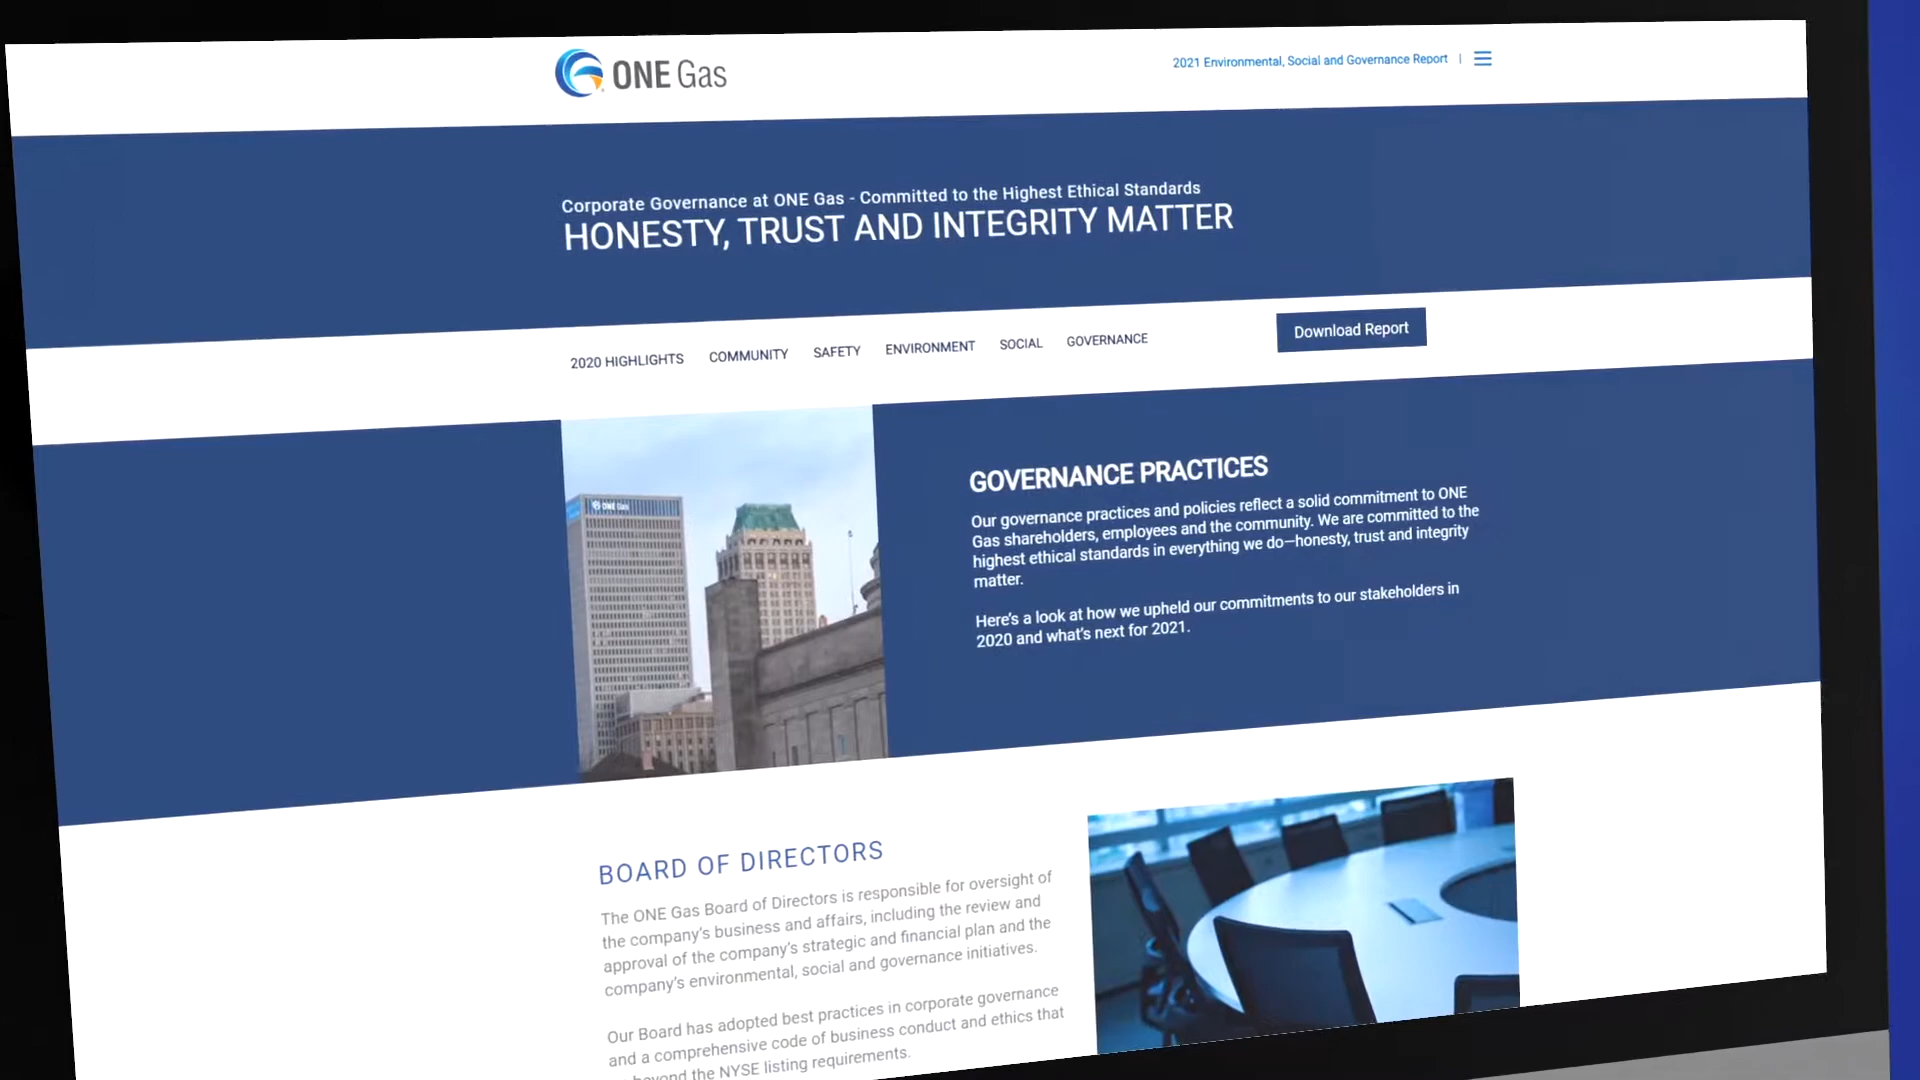 ONE Gas
2021 Environmental, Social and Governance Report |
Corporate Governance at ONE Gas - Committed to the Highest Ethical Standards
HONESTY, TRUST AND INTEGRITY MATTER
2020 HIGHLIGHTS COMMUNITY SAFETY ENVIRONMENT SOCIAL GOVERNANCE
Download Report
ONE Gas
GOVERNANCE PRACTICES
Our governance practices and policies reflect a solid commitment to ONE
Gas shareholders, employees and the community. We are committed to the
highest ethical standards in everything we do—honesty, trust and integrity
matter.
Here's a look at how we upheld our commitments to our stakeholders in
2020 and what's next for 2021.
BOARD OF DIRECTORS
The ONE Gas Board of Directors is responsible for oversight of
the company's business and affairs, including the review and
approval of the company's strategic and financial plan and the
company's environmental, social and governance initiatives.
Our Board has adopted best practices in corporate governance
and a comprehensive code of business conduct and ethics that
beyond the NYSE listing requirements.